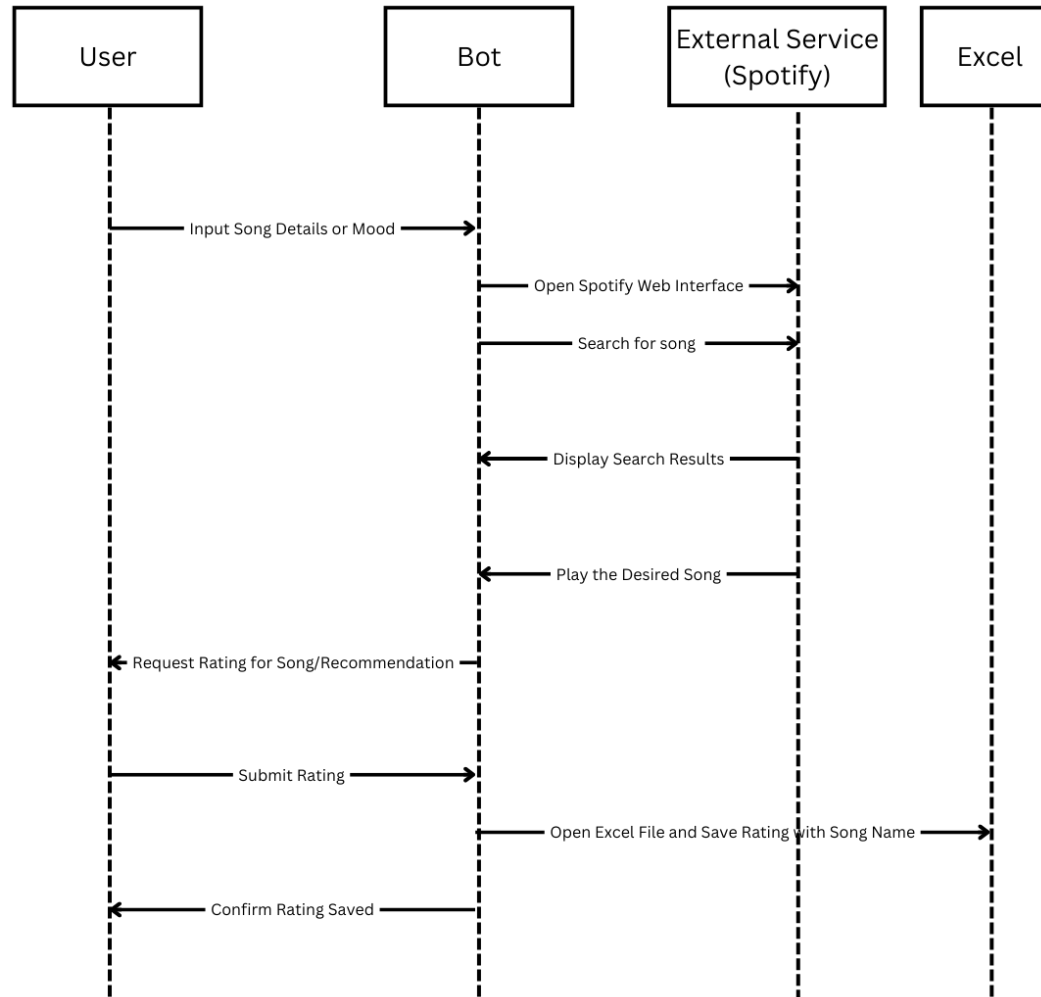 User
Bot
External Service
(Spotify)
Excel
Input Song Details or Mood
Open Spotify Web Interface
Search for song
Display Search Results
Play the Desired Song
Request Rating for Song/Recommendation
Submit Rating
Open Excel File and Save Rating with Song Name
Confirm Rating Saved